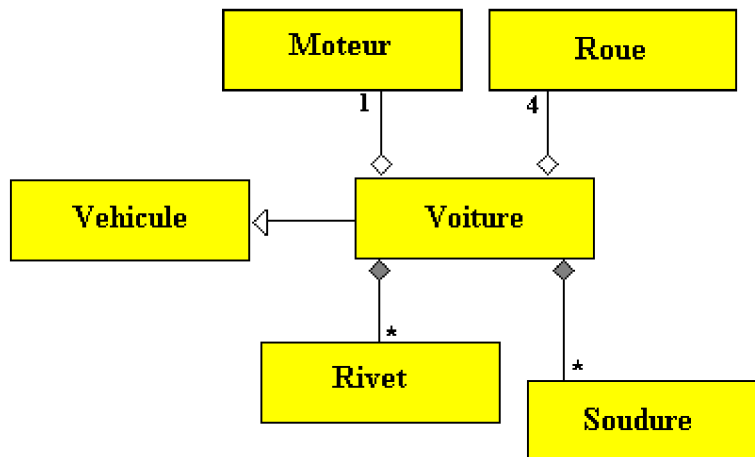 Moteur
Roue
1
4
Vehicule
Voiture
*
*
Rivet
Soudure